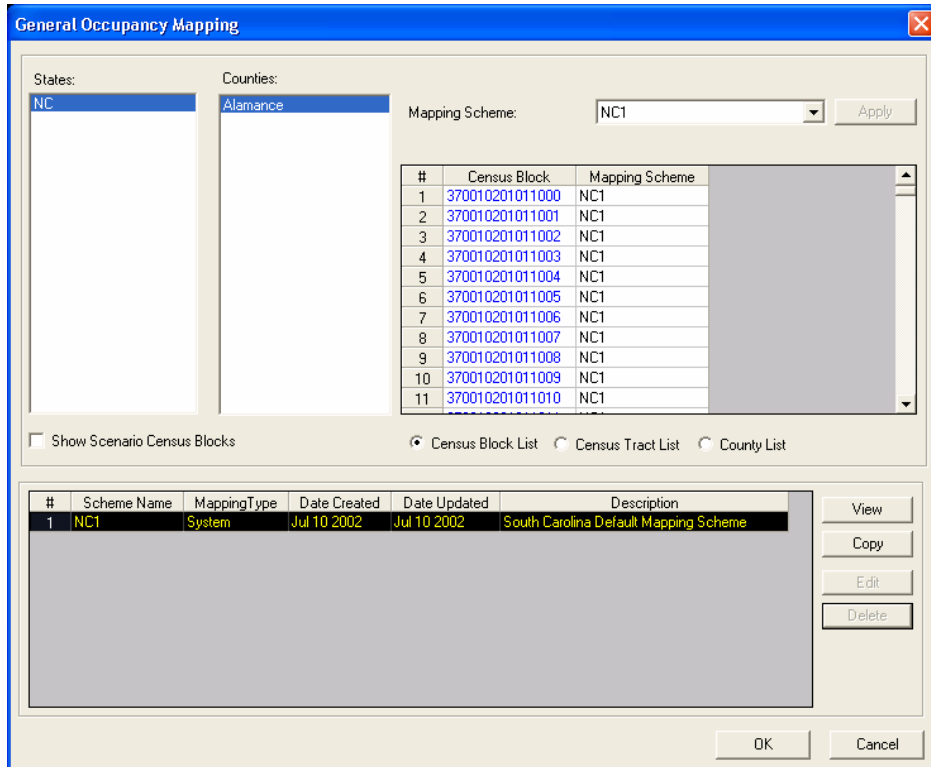 General Occupancy Mapping
States:
Counties:
NC
Alamance
Mapping Scheme:
NC1
Apply
# Census Block Mapping Scheme
1 370010201011000 NC1
2 370010201011001 NC1
3 370010201011002 NC1
4 370010201011003 NC1
5 370010201011004 NC1
6 370010201011005 NC1
7 370010201011006 NC1
8 370010201011007 NC1
9 370010201011008 NC1
10 370010201011009 NC1
11 370010201011010 NC1
Show Scenario Census Blocks
Census Block List Census Tract List County List
# Scheme Name MappingType Date Created Date Updated Description
1 NC1 System Jul 10 2002 Jul 10 2002 South Carolina Default Mapping Scheme
View
Copy
Edit
Delete
OK Cancel